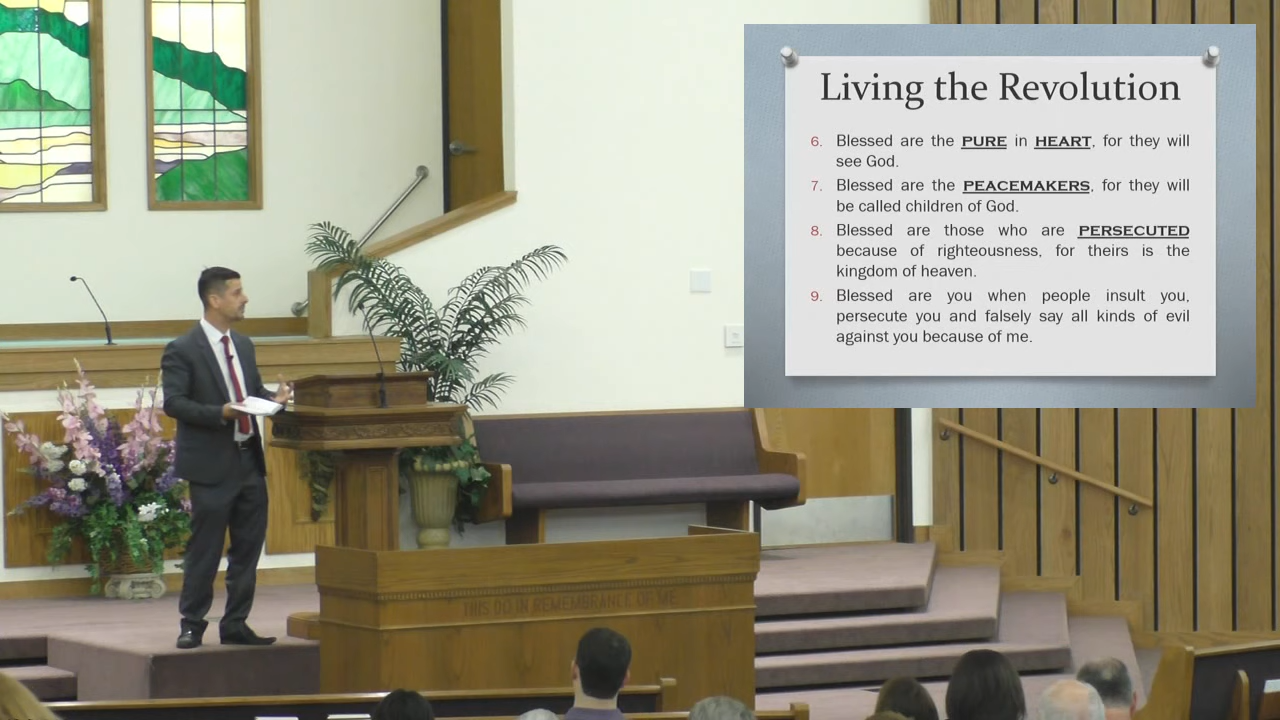 Living the Revolution
6. Blessed are the PURE in HEART, for they will
see God.
7. Blessed are the PEACEMAKERS, for they will
be called children of God.
8. Blessed are those who are PERSECUTED
because of righteousness, for theirs is the
kingdom of heaven.
9. Blessed are you when people insult you,
persecute you and falsely say all kinds of evil
against you because of me.
THIS DO IN REMEMBRANCE OF ME